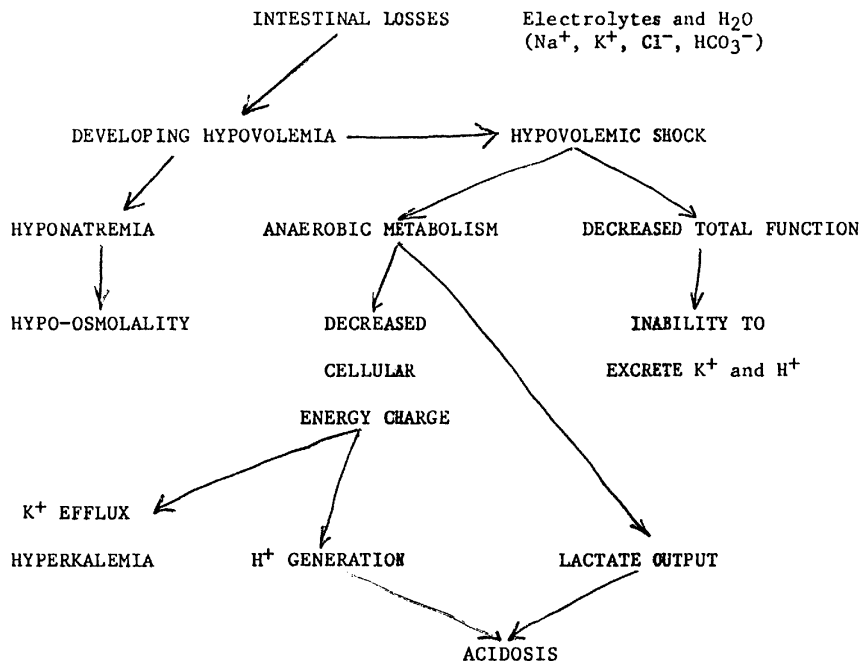 INTESTINAL LOSSES
Electrolytes and H₂O
(Na⁺, K⁺, Cl⁻, HCO₃⁻)
DEVELOPING HYPOVOLEMIA
HYPOVOLEMIC SHOCK
HYPONATREMIA
ANAEROBIC METABOLISM
DECREASED TOTAL FUNCTION
HYPO-OSMOLALITY
DECREASED
CELLULAR
ENERGY CHARGE
INABILITY TO
EXCRETE K⁺ and H⁺
K⁺ EFFLUX
HYPERKALEMIA
H⁺ GENERATION
LACTATE OUTPUT
ACIDOSIS